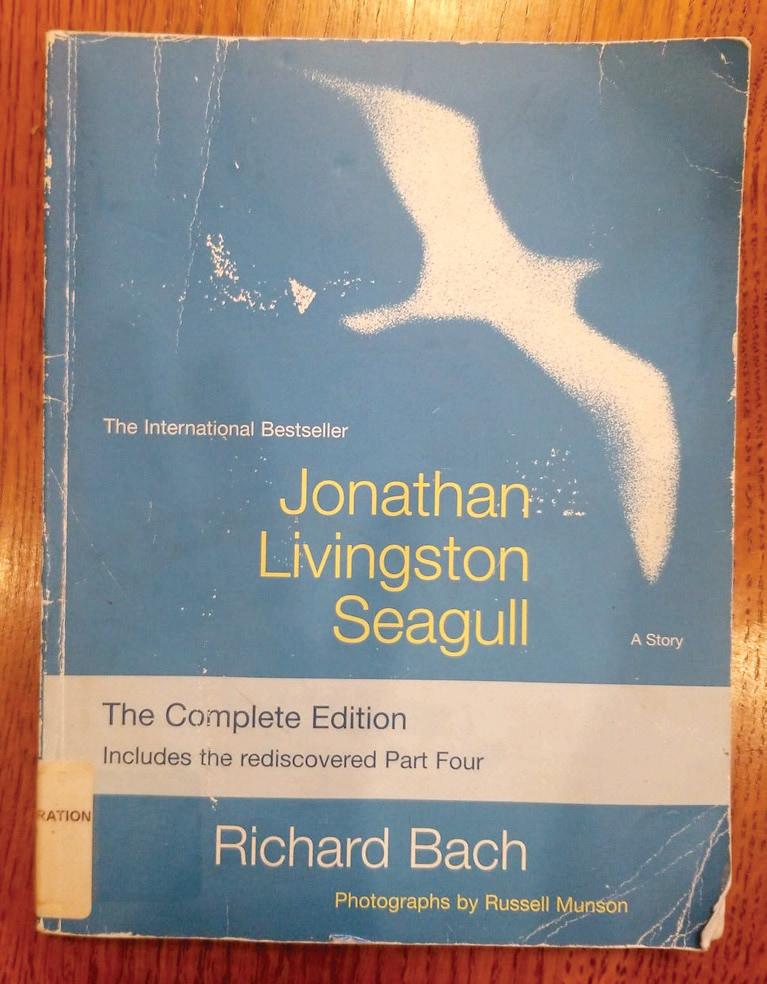 The International Bestseller
Jonathan
Livingston
Seagull
A Story
The Complete Edition
Includes the rediscovered Part Four
RATION
Richard Bach
Photographs by Russell Munson